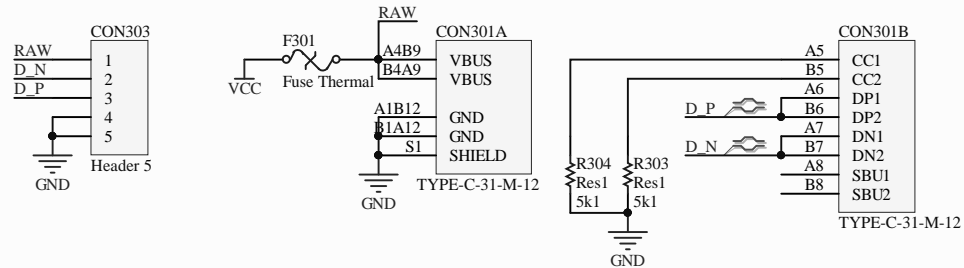 CON303
RAW 1
D_N 2
D_P 3
4
5
GND
Header 5
RAW
F301
VCC
Fuse Thermal
CON301A
A4B9 VBUS
B4A9 VBUS
A1B12 GND
B1A12 GND
S1 SHIELD
TYPE-C-31-M-12
GND
CON301B
A5 CC1
B5 CC2
A6 DP1
D_P B6 DP2
A7 DN1
D_N B7 DN2
A8 SBU1
B8 SBU2
TYPE-C-31-M-12
R304
Res1
5k1
R303
Res1
5k1
GND